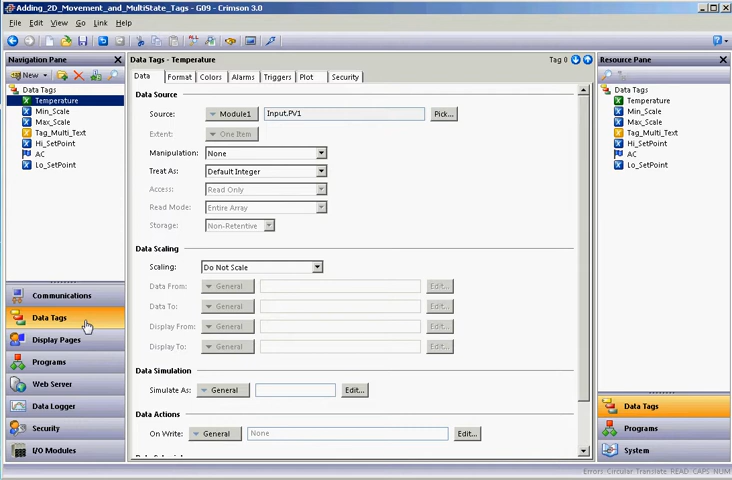 Adding_2D_Movement_and_MultiState_Tags - G09 - Crimson 3.0
File Edit View Go Link Help
Navigation Pane
New
Data Tags
Temperature
Min_Scale
Max_Scale
Tag_Multi_Text
Hi_SetPoint
AC
Lo_SetPoint
Communications
Data Tags
Display Pages
Programs
Web Server
Data Logger
Security
I/O Modules
Data Tags - Temperature
Tag 0
Data Format Colors Alarms Triggers Plot Security
Data Source
Source: Module1 Input.PV1 Pick...
Extent: One Item
Manipulation: None
Treat As: Default Integer
Access: Read Only
Read Mode: Entire Array
Storage: Non-Retentive
Data Scaling
Scaling: Do Not Scale
Data From: General Edit...
Data To: General Edit...
Display From: General Edit...
Display To: General Edit...
Data Simulation
Simulate As: General Edit...
Data Actions
On Write: General None Edit...
Resource Pane
Data Tags
Temperature
Min_Scale
Max_Scale
Tag_Multi_Text
Hi_SetPoint
AC
Lo_SetPoint
Data Tags
Programs
System
Errors Circular Translate READ CAPS NUM